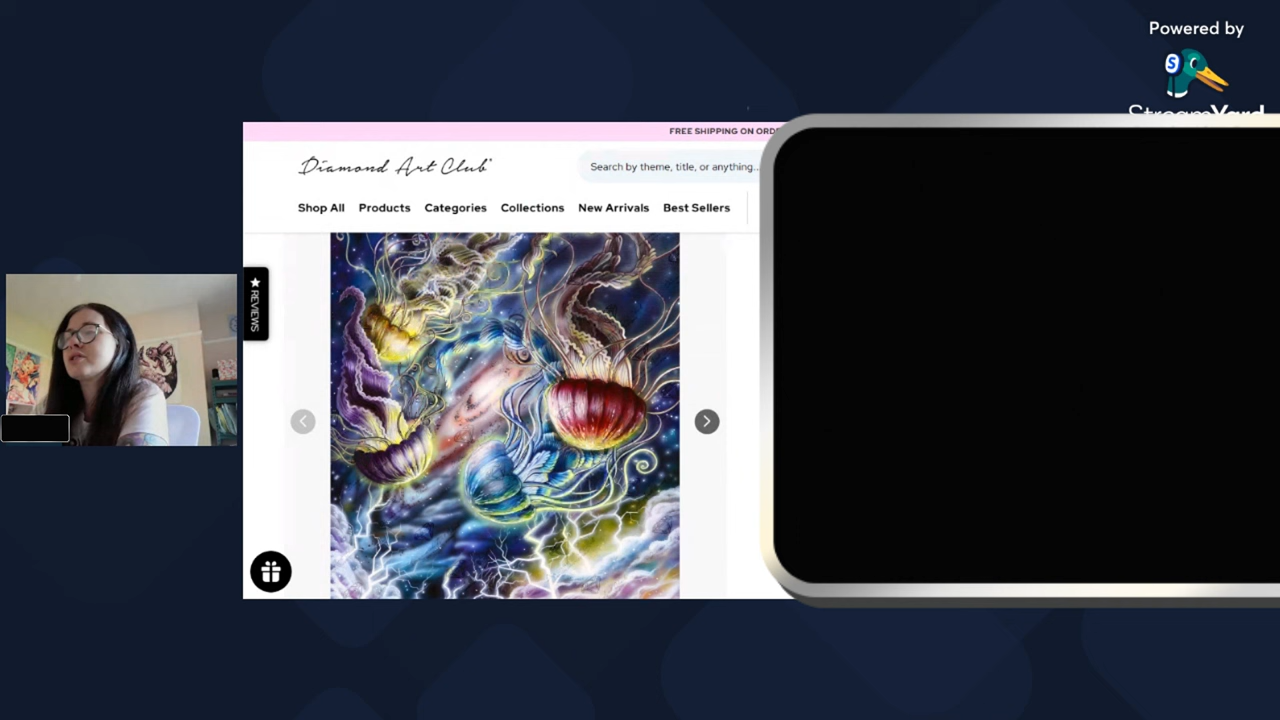 Powered by
S
StreamYard
FREE SHIPPING ON ORD
Diamond Art Club
Search by theme, title, or anything...
Shop All Products Categories Collections New Arrivals Best Sellers
REVIEWS